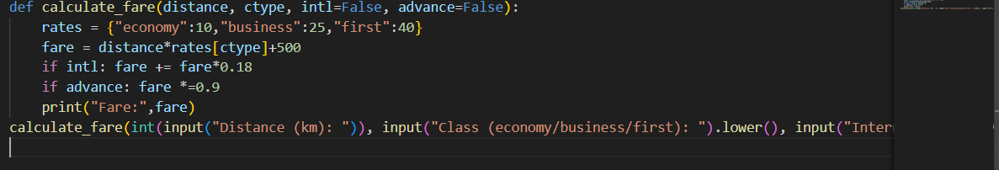 def calculate_fare(distance, ctype, intl=False, advance=False):
    rates = {"economy":10,"business":25,"first":40}
    fare = distance*rates[ctype]+500
    if intl: fare += fare*0.18
    if advance: fare *=0.9
    print("Fare:",fare)
calculate_fare(int(input("Distance (km): ")), input("Class (economy/business/first): ").lower(), input("Inter